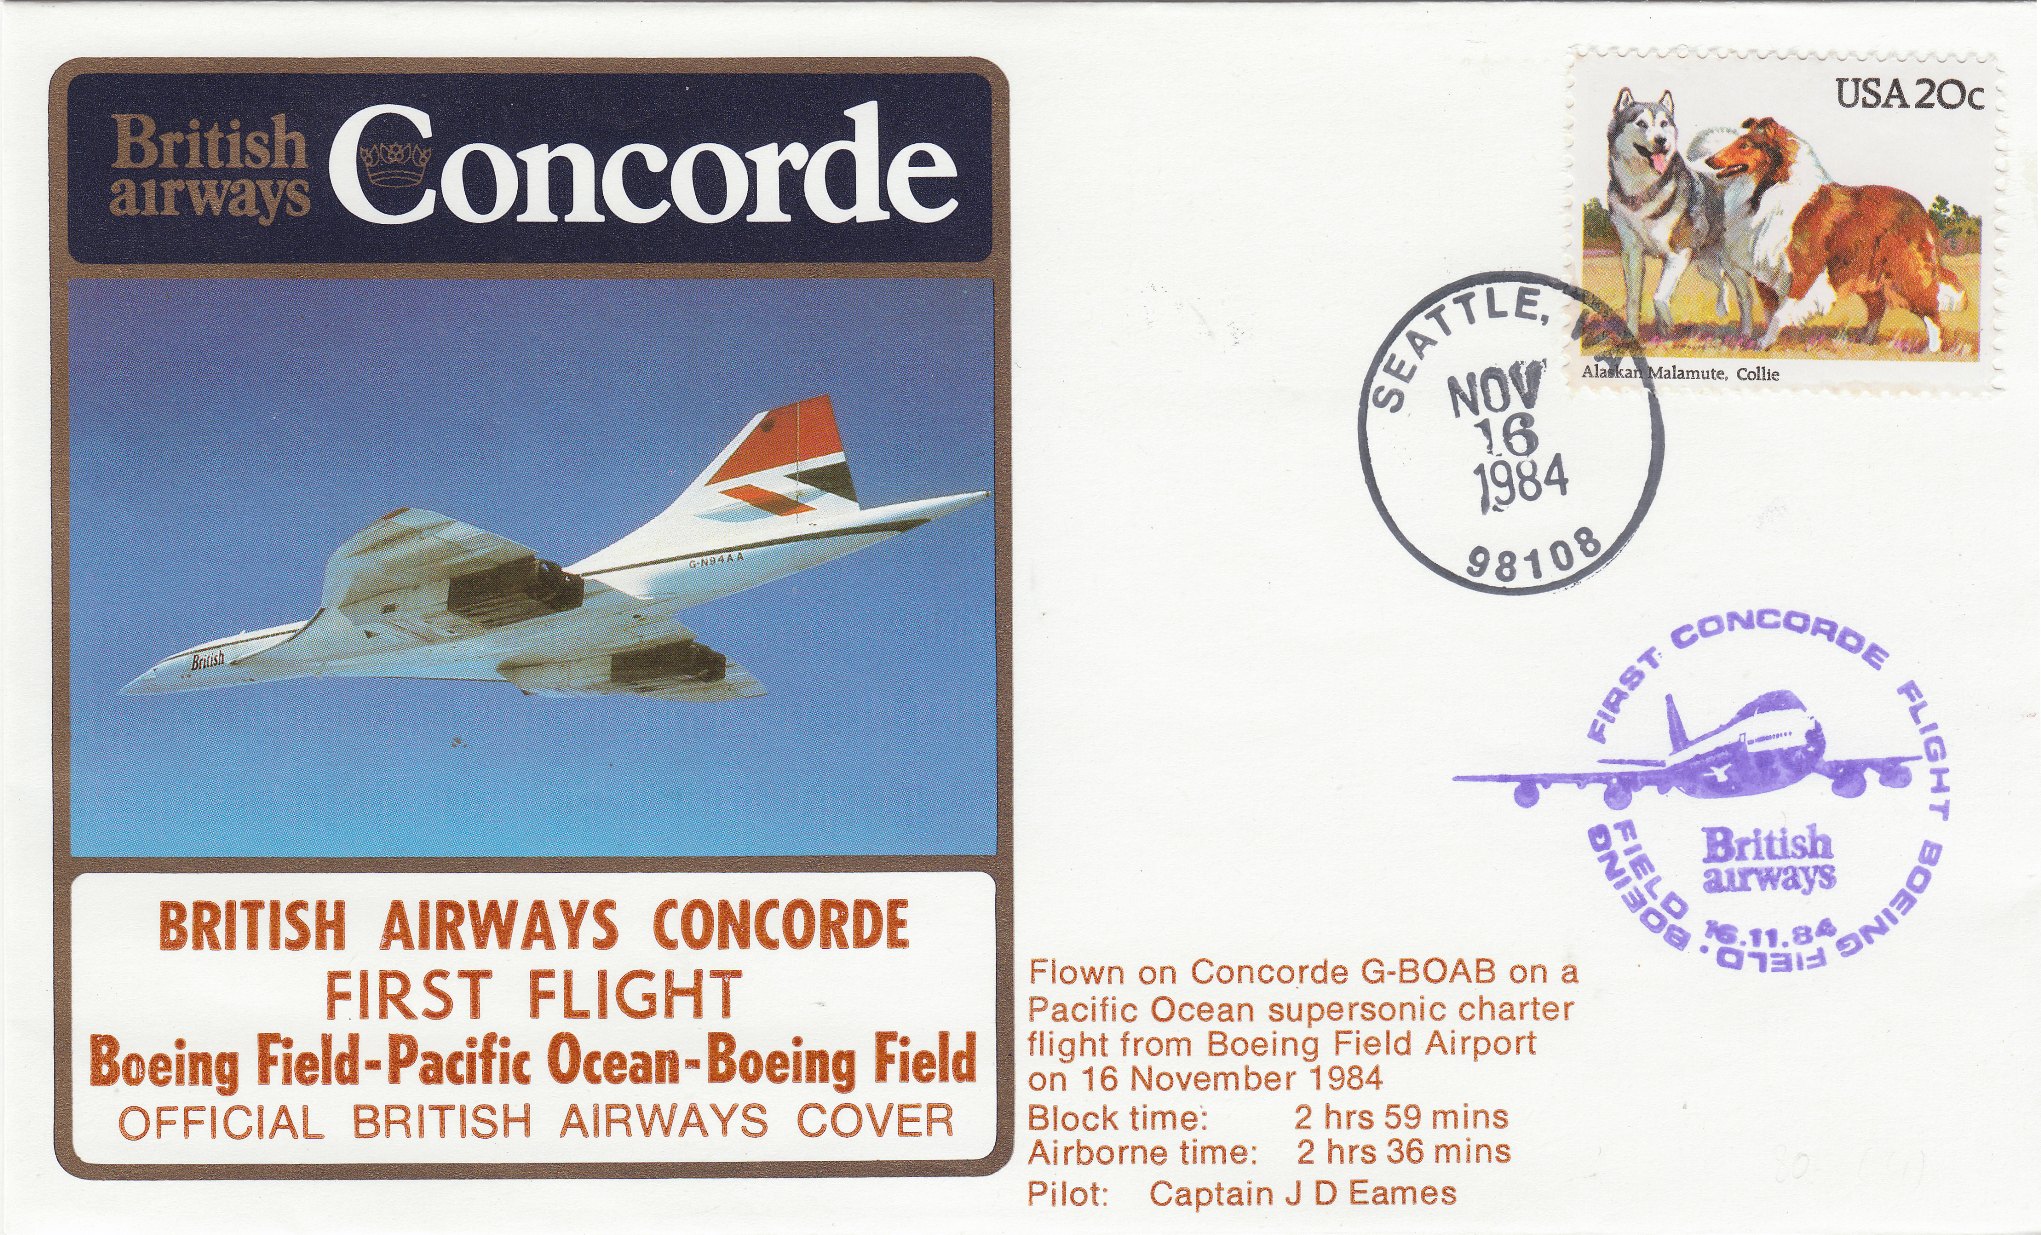 British
airways
Concorde
G-N94AA
British
BRITISH AIRWAYS CONCORDE
FIRST FLIGHT
Boeing Field-Pacific Ocean-Boeing Field
OFFICIAL BRITISH AIRWAYS COVER
USA 20c
Alaskan Malamute, Collie
SEATTLE, WA
NOV
16
1984
98108
FIRST CONCORDE FLIGHT BOEING FIELD. BOEING FIELD
British
airways
16.11.84
Flown on Concorde G-BOAB on a
Pacific Ocean supersonic charter
flight from Boeing Field Airport
on 16 November 1984
Block time: 2 hrs 59 mins
Airborne time: 2 hrs 36 mins
Pilot: Captain J D Eames